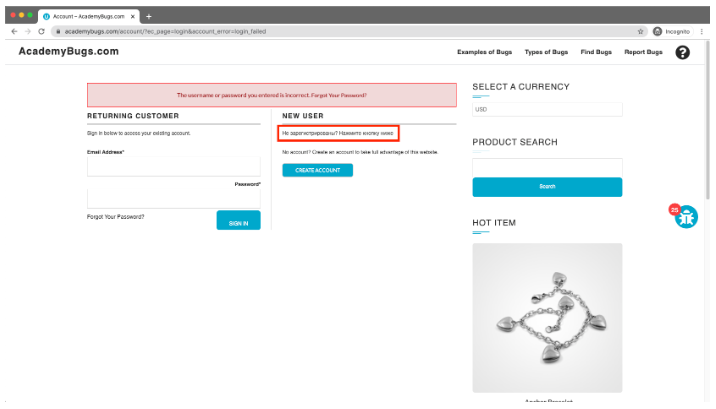 Account – AcademyBugs.com
academybugs.com/account/?ec_page=login&account_error=login_failed
Incognito
AcademyBugs.com
Examples of Bugs Types of Bugs Find Bugs Report Bugs
The username or password you entered is incorrect. Forgot Your Password?
RETURNING CUSTOMER
Sign in below to access your existing account.
Email Address*
Password*
Forgot Your Password?
SIGN IN
NEW USER
Не зарегистрированы? Нажмите кнопку ниже
No account? Create an account to take full advantage of this website.
CREATE ACCOUNT
SELECT A CURRENCY
USD
PRODUCT SEARCH
Search
25
HOT ITEM